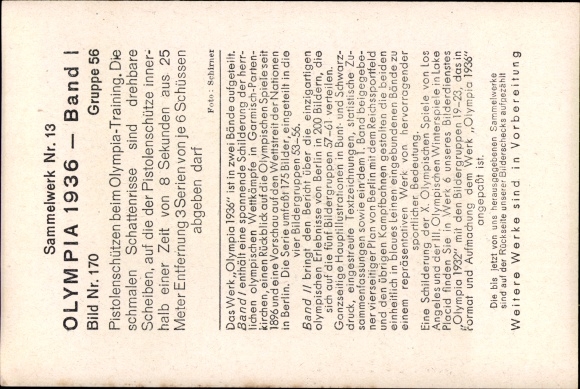 Sammelwerk Nr. 13
OLYMPIA 1936 — Band I
Bild Nr. 170 Gruppe 56
Pistolenschützen beim Olympia-Training. Die
schmalen Schattenrisse sind drehbare
Scheiben, auf die der Pistolenschütze inner-
halb einer Zeit von 8 Sekunden aus 25
Meter Entfernung 3 Serien von je 6 Schüssen
abgeben darf
Foto: Schirner
Das Werk „Olympia 1936" ist in zwei Bände aufgeteilt.
Band I enthält eine spannende Schilderung der herr-
lichen olympischen Wettkämpfe in Garmisch-Parten-
kirchen, einen Rückblick auf die Olympischen Spiele seit
1896 und eine Vorschau auf den Wettstreit der Nationen
in Berlin. Die Serie umfaßt 175 Bilder, eingeteilt in die
vier Bildergruppen 53–56.
Band II bringt den Bericht über die einzigartigen
olympischen Erlebnisse von Berlin in 200 Bildern, die
sich auf die fünf Bildergruppen 57–61 verteilen.
Ganzseitige Hauptillustrationen in Bunt- und Schwarz-
druck, eingestreute Textzeichnungen, statistische Zu-
sammenfassungen sowie ein dem 1. Band beigegebe-
ner vierseitiger Plan von Berlin mit dem Reichssportfeld
und den übrigen Kampfbahnen gestalten die beiden
einheitlich in blaues Leinen eingebundenen Bände zu
einem repräsentativen Werk von hervorragender
sportlicher Bedeutung.
Eine Schilderung der X. Olympischen Spiele von Los
Angeles und der III. Olympischen Winterspiele in Lake
Placid finden Sie in Werk 6 unseres Bilderdienstes
„Olympia 1932" mit den Bildergruppen 19–23, das in
Format und Aufmachung dem Werk „Olympia 1936"
angepaßt ist.
Die bis jetzt von uns herausgegebenen Sammelwerke
sind auf der Rückseite unserer Bilderschecks aufgezählt
Weitere Werke sind in Vorbereitung